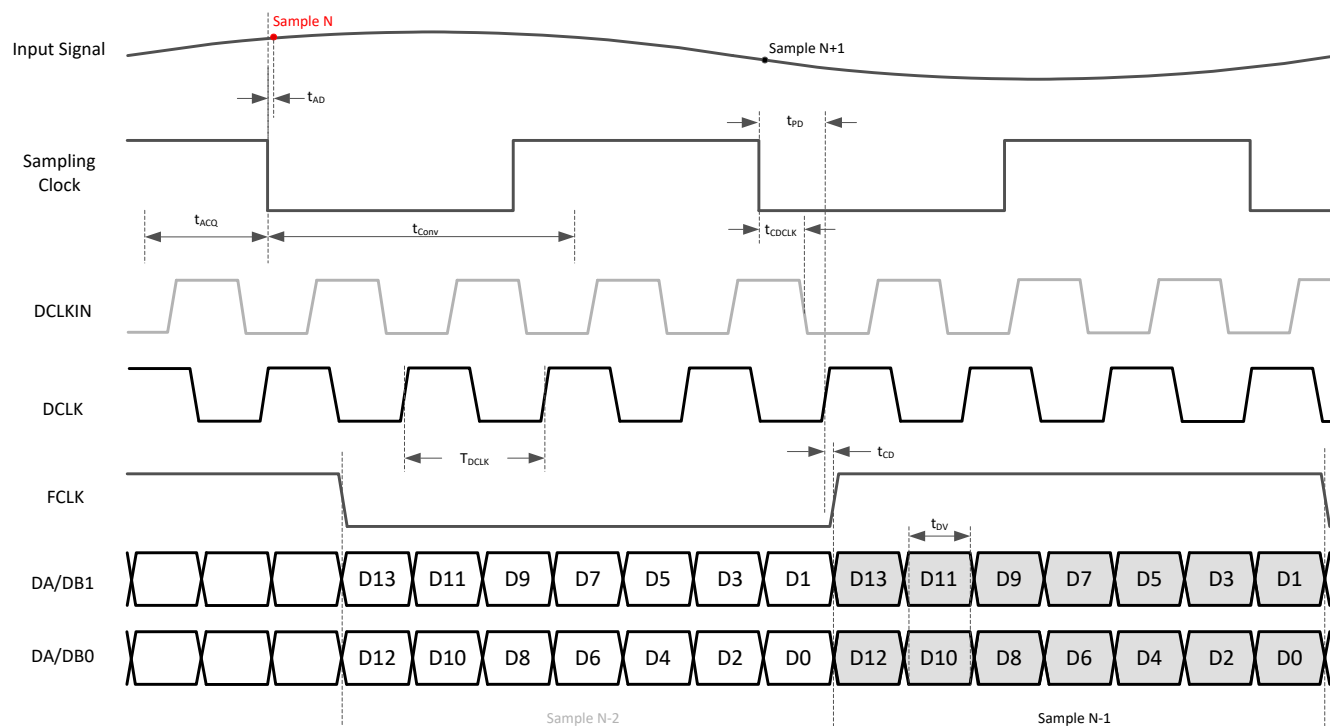 Sample N
Input Signal
Sample N+1
tAD
tPD
Sampling
Clock
tACQ
tConv
tCDCLK
DCLKIN
DCLK
TDCLK
tCD
FCLK
tDV
DA/DB1 D13 D11 D9 D7 D5 D3 D1 D13 D11 D9 D7 D5 D3 D1
DA/DB0 D12 D10 D8 D6 D4 D2 D0 D12 D10 D8 D6 D4 D2 D0
Sample N-2 Sample N-1